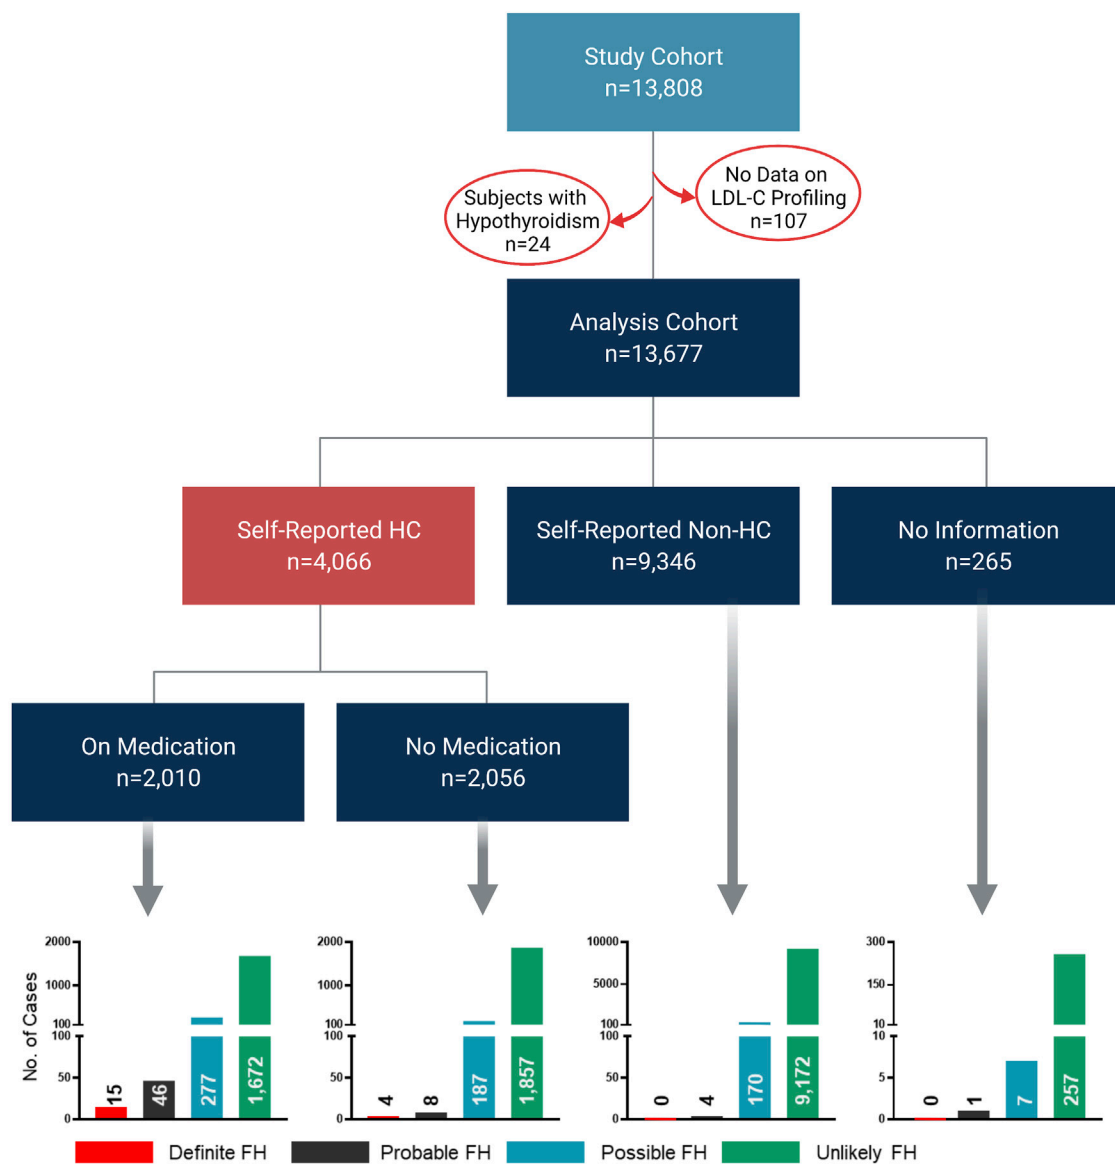 Study Cohort
n=13,808
No Data on
LDL-C Profiling
n=107
Subjects with
Hypothyroidism
n=24
Analysis Cohort
n=13,677
Self-Reported HC
n=4,066
Self-Reported Non-HC
n=9,346
No Information
n=265
On Medication
n=2,010
No Medication
n=2,056
No. of Cases
2000
1000
100
100
50
0
15
46
277
1,672
2000
1000
100
100
50
0
4
8
187
1,857
10000
5000
100
100
50
0
0
4
170
9,172
300
150
10
10
5
0
0
1
7
257
Definite FH
Probable FH
Possible FH
Unlikely FH